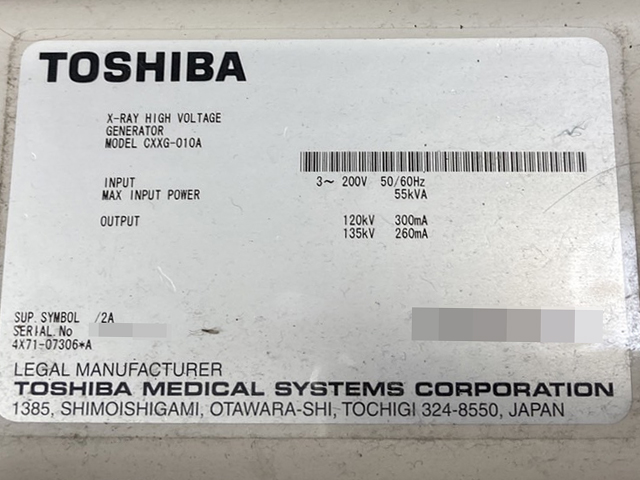 TOSHIBA
X-RAY HIGH VOLTAGE
GENERATOR
MODEL CXXG-010A
INPUT 3~ 200V 50/60Hz
MAX INPUT POWER 55kVA
OUTPUT 120kV 300mA
135kV 260mA
SUP. SYMBOL /2A
SERIAL No
4X71-07306*A
LEGAL MANUFACTURER
TOSHIBA MEDICAL SYSTEMS CORPORATION
1385, SHIMOISHIGAMI, OTAWARA-SHI, TOCHIGI 324-8550, JAPAN